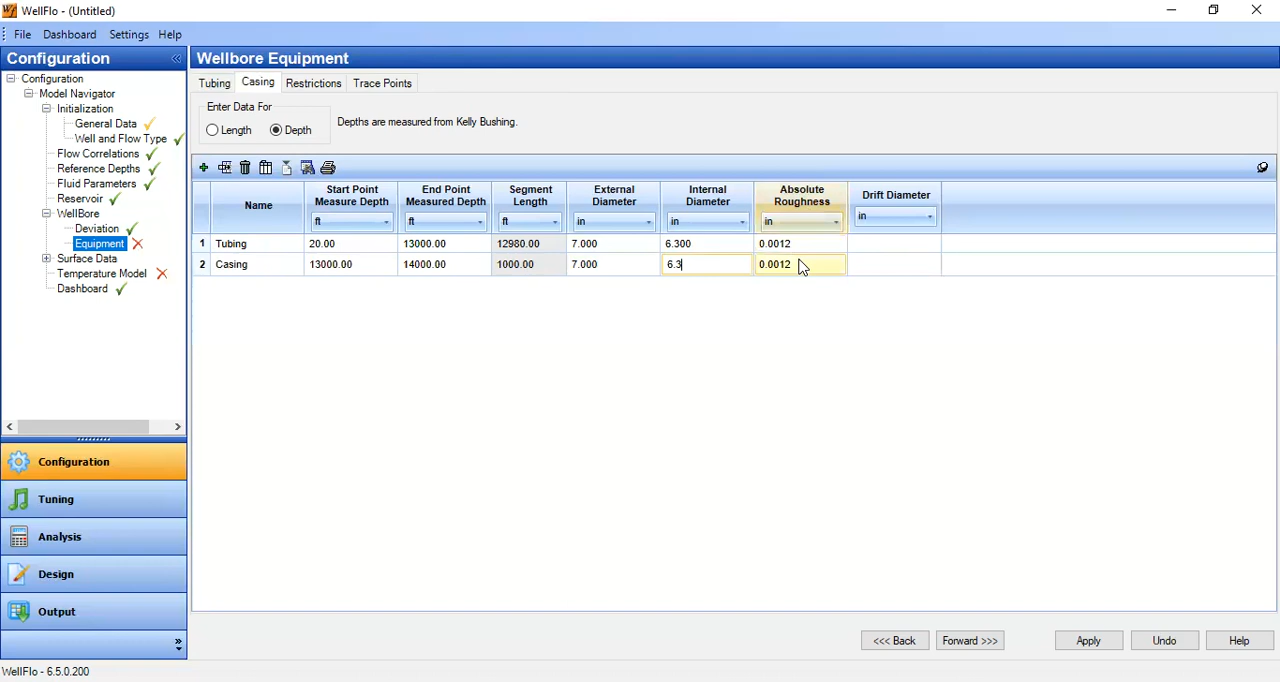 WellFlo - (Untitled)
File Dashboard Settings Help
Configuration
Wellbore Equipment
Configuration
Model Navigator
Initialization
General Data
Well and Flow Type
Flow Correlations
Reference Depths
Fluid Parameters
Reservoir
WellBore
Deviation
Equipment
Surface Data
Temperature Model
Dashboard
Configuration
Tuning
Analysis
Design
Output
Tubing Casing Restrictions Trace Points
Enter Data For
Length Depth
Depths are measured from Kelly Bushing.
Name Start Point Measure Depth End Point Measured Depth Segment Length External Diameter Internal Diameter Absolute Roughness Drift Diameter
ft ft ft in in in in
1 Tubing 20.00 13000.00 12980.00 7.000 6.300 0.0012
2 Casing 13000.00 14000.00 1000.00 7.000 6.3 0.0012
<<< Back Forward >>> Apply Undo Help
WellFlo - 6.5.0.200